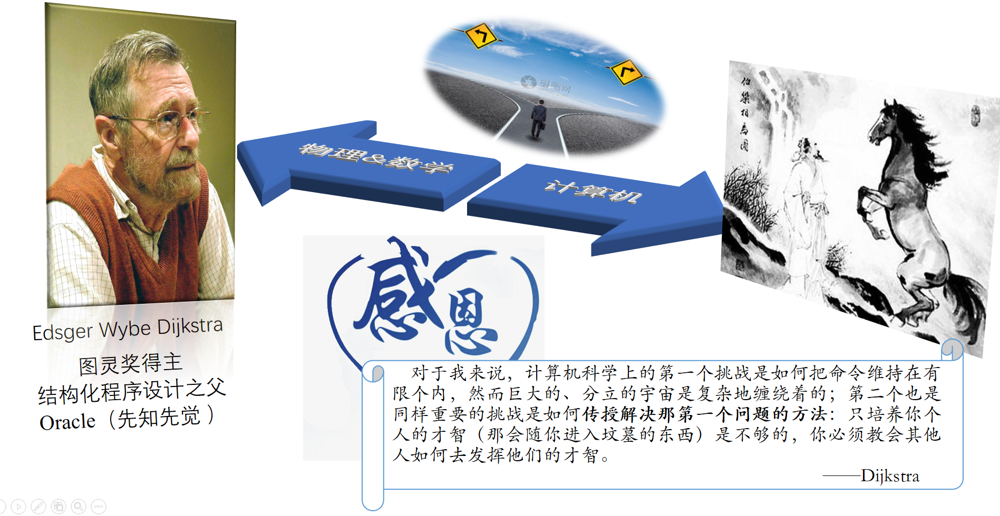 物理&数学
计算机
摄图网
伯樂相馬圖
感恩
Edsger Wybe Dijkstra
图灵奖得主
结构化程序设计之父
Oracle（先知先觉）
对于我来说，计算机科学上的第一个挑战是如何把命令维持在有
限个内，然而巨大的、分立的宇宙是复杂地缠绕着的；第二个也是
同样重要的挑战是如何传授解决那第一个问题的方法：只培养你个
人的才智（那会随你进入坟墓的东西）是不够的，你必须教会其他
人如何去发挥他们的才智。
——Dijkstra